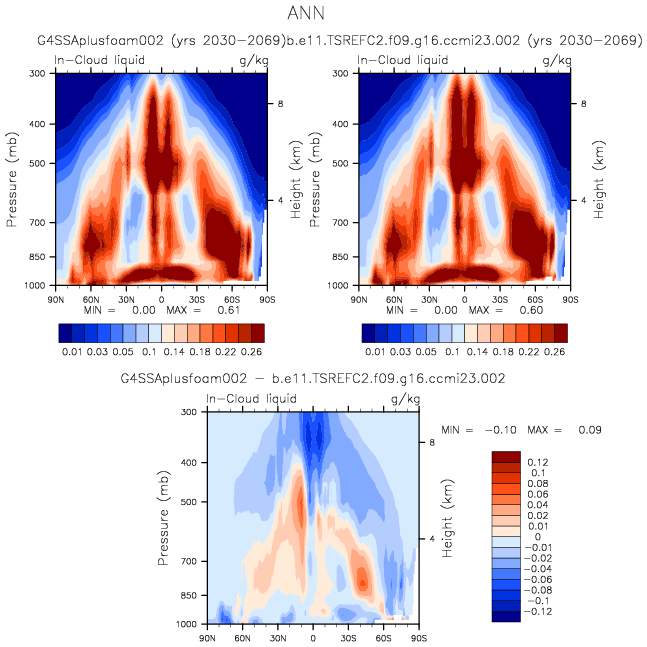 ANN
G4SSAplusfoam002 (yrs 2030-2069)b.e11.TSREFC2.f09.g16.ccmi23.002 (yrs 2030-2069)
In-Cloud liquid g/kg In-Cloud liquid g/kg
300 300
8 8
400 400
500 500
4 4
700 700
850 850
1000 1000
Pressure (mb) Height (km) Pressure (mb) Height (km)
90N 60N 30N 0 30S 60S 90S 90N 60N 30N 0 30S 60S 90S
MIN = 0.00 MAX = 0.61 MIN = 0.00 MAX = 0.60
0.01 0.03 0.05 0.1 0.14 0.18 0.22 0.26 0.01 0.03 0.05 0.1 0.14 0.18 0.22 0.26
G4SSAplusfoam002 - b.e11.TSREFC2.f09.g16.ccmi23.002
In-Cloud liquid g/kg
300
MIN = -0.10 MAX = 0.09
8
400
500
4
700
850
1000
Pressure (mb) Height (km)
90N 60N 30N 0 30S 60S 90S
0.12
0.1
0.08
0.06
0.04
0.02
0.01
0
-0.01
-0.02
-0.04
-0.06
-0.08
-0.1
-0.12